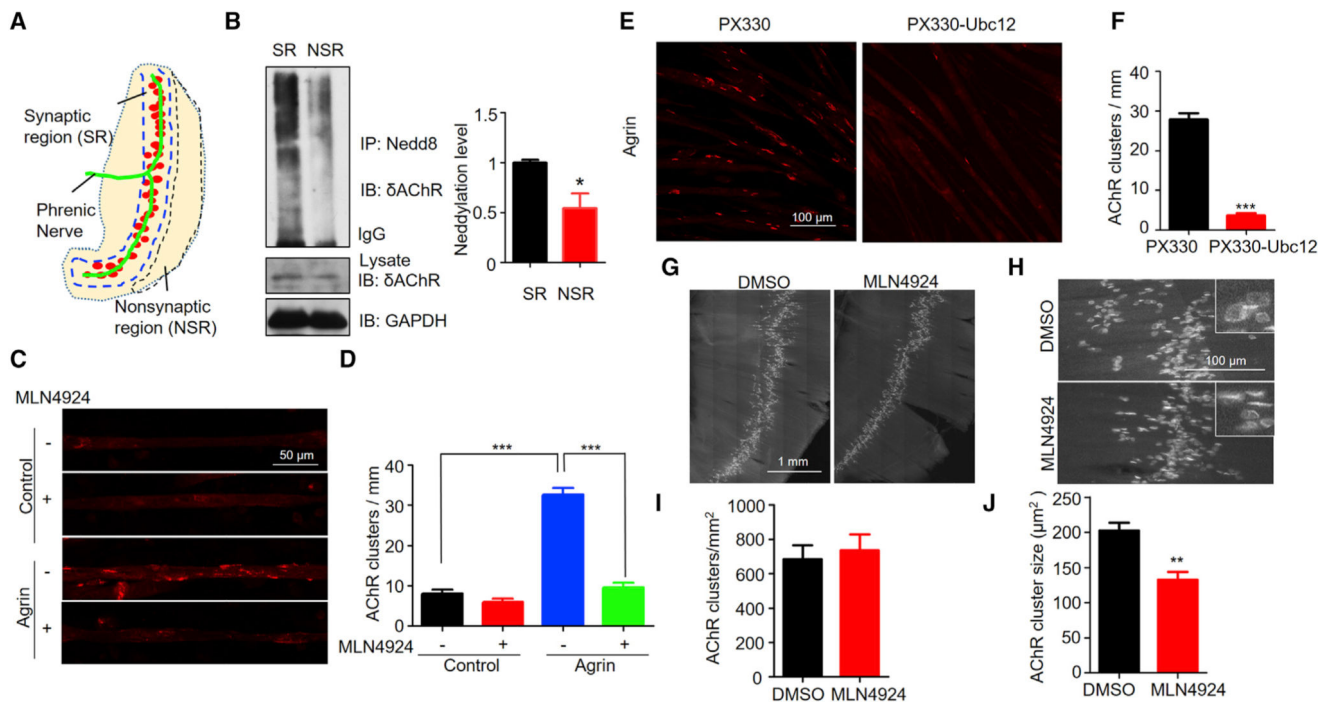 A
Synaptic
region (SR)
Phrenic
Nerve
Nonsynaptic
region (NSR)
B
SR NSR
IP: Nedd8
IB: δAChR
IgG
Lysate
IB: δAChR
IB: GAPDH
Neddylation level
1.5
1
0.5
0.0
*
SR NSR
C
MLN4924
Control
-
+
Agrin
-
+
50 µm
D
AChR clusters / mm
40
30
20
10
0
***
***
MLN4924 - + - +
Control Agrin
E
PX330 PX330-Ubc12
Agrin
100 µm
F
AChR clusters / mm
40
30
20
10
0
***
PX330 PX330-Ubc12
G
DMSO MLN4924
1 mm
H
DMSO
100 µm
MLN4924
I
AChR clusters/mm²
1000
800
600
400
200
0
DMSO MLN4924
J
AChR cluster size (µm²)
250
200
150
100
50
0
**
DMSO MLN4924